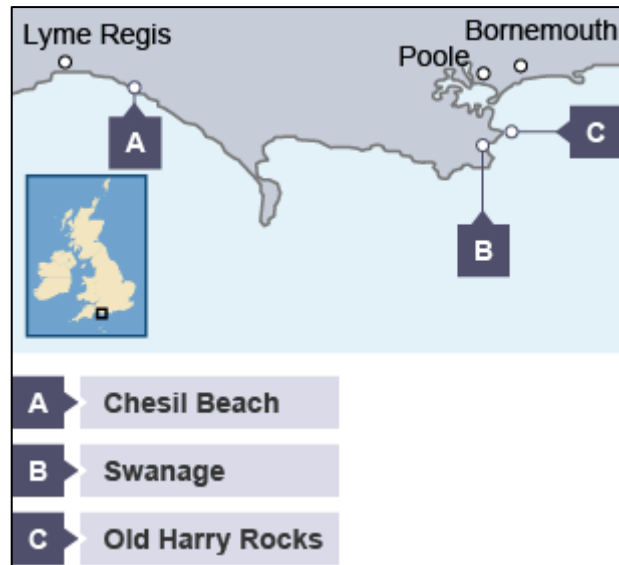 Lyme Regis
Bornemouth
Poole
A
C
B
A Chesil Beach
B Swanage
C Old Harry Rocks